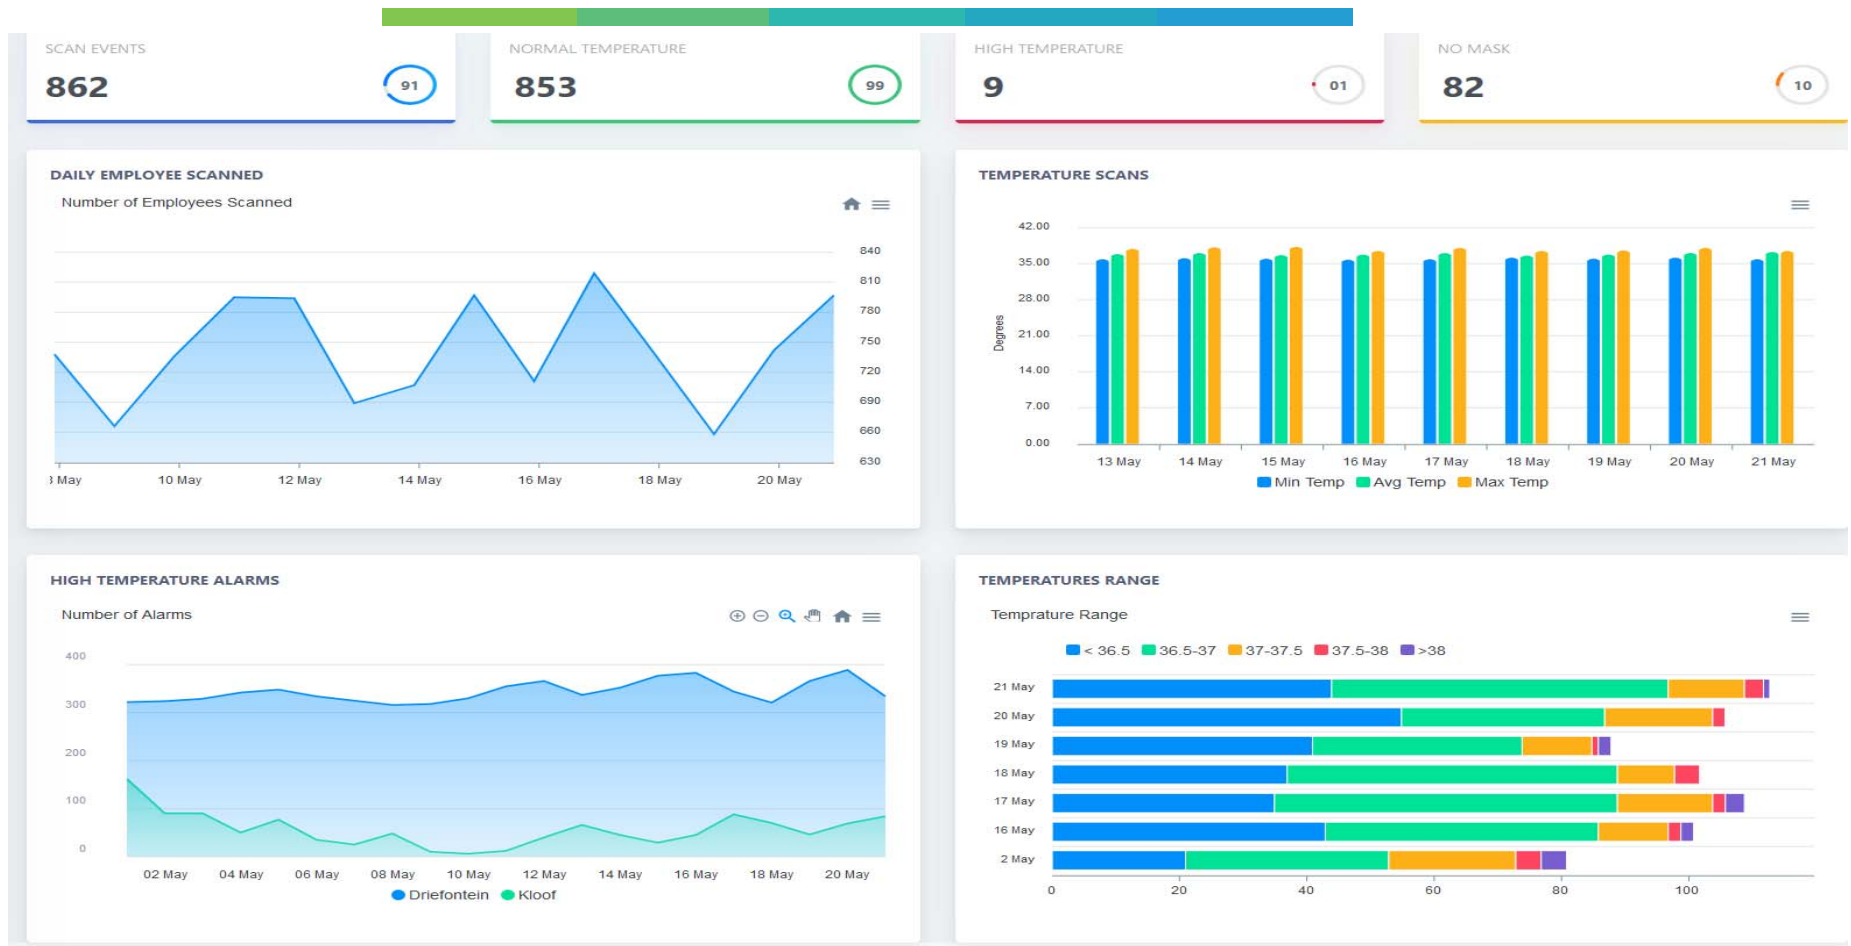 SCAN EVENTS
862
91
NORMAL TEMPERATURE
853
99
HIGH TEMPERATURE
9
01
NO MASK
82
10
DAILY EMPLOYEE SCANNED
Number of Employees Scanned
840
810
780
750
720
690
660
630
May 10 May 12 May 14 May 16 May 18 May 20 May
TEMPERATURE SCANS
42.00
35.00
28.00
21.00
14.00
7.00
0.00
Degrees
13 May 14 May 15 May 16 May 17 May 18 May 19 May 20 May 21 May
Min Temp Avg Temp Max Temp
HIGH TEMPERATURE ALARMS
Number of Alarms
400
300
200
100
0
02 May 04 May 06 May 08 May 10 May 12 May 14 May 16 May 18 May 20 May
Driefontein Kloof
TEMPERATURES RANGE
Temprature Range
< 36.5 36.5-37 37-37.5 37.5-38 >38
21 May
20 May
19 May
18 May
17 May
16 May
2 May
0 20 40 60 80 100